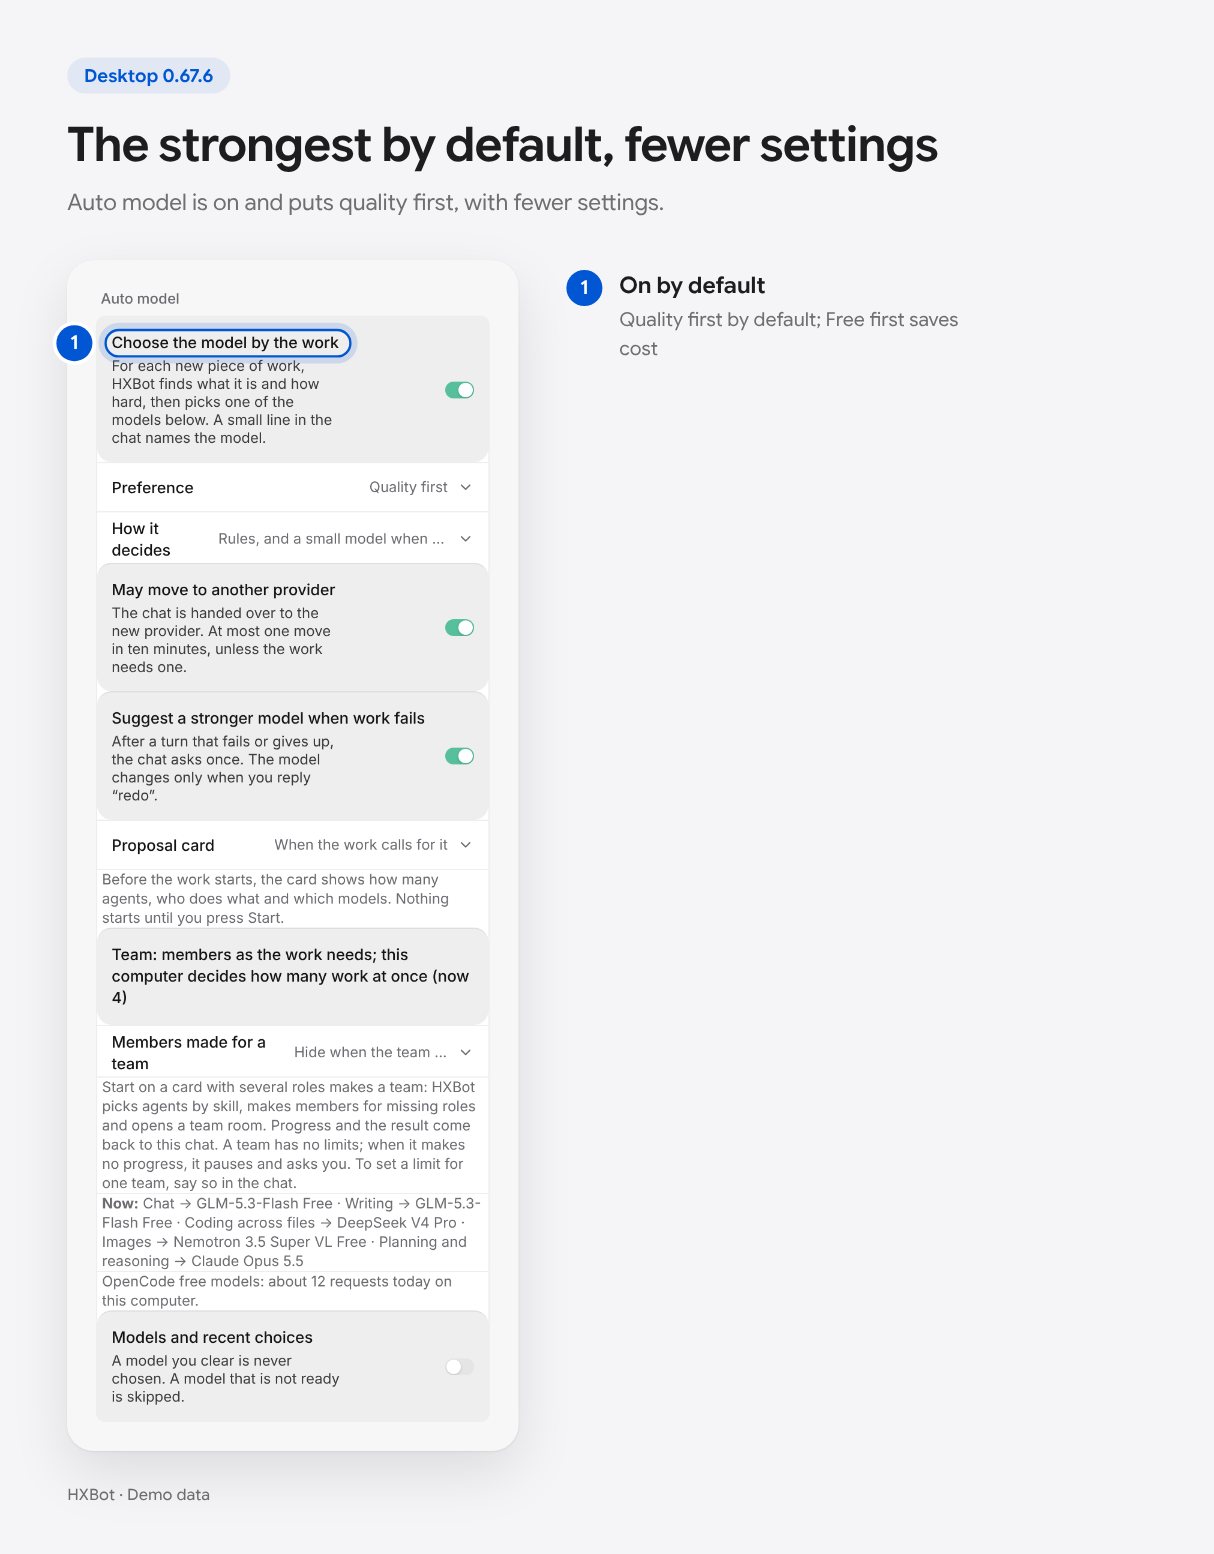 Desktop 0.67.6
The strongest by default, fewer settings
Auto model is on and puts quality first, with fewer settings.
Auto model
1
Choose the model by the work
For each new piece of work,
HXBot finds what it is and how
hard, then picks one of the
models below. A small line in the
chat names the model.
Preference
Quality first
How it
decides
Rules, and a small model when ...
May move to another provider
The chat is handed over to the
new provider. At most one move
in ten minutes, unless the work
needs one.
Suggest a stronger model when work fails
After a turn that fails or gives up,
the chat asks once. The model
changes only when you reply
“redo”.
Proposal card
When the work calls for it
Before the work starts, the card shows how many
agents, who does what and which models. Nothing
starts until you press Start.
Team: members as the work needs; this
computer decides how many work at once (now
4)
Members made for a
team
Hide when the team ...
Start on a card with several roles makes a team: HXBot
picks agents by skill, makes members for missing roles
and opens a team room. Progress and the result come
back to this chat. A team has no limits; when it makes
no progress, it pauses and asks you. To set a limit for
one team, say so in the chat.
Now: Chat → GLM-5.3-Flash Free · Writing → GLM-5.3-
Flash Free · Coding across files → DeepSeek V4 Pro ·
Images → Nemotron 3.5 Super VL Free · Planning and
reasoning → Claude Opus 5.5
OpenCode free models: about 12 requests today on
this computer.
Models and recent choices
A model you clear is never
chosen. A model that is not ready
is skipped.
1
On by default
Quality first by default; Free first saves
cost
HXBot · Demo data